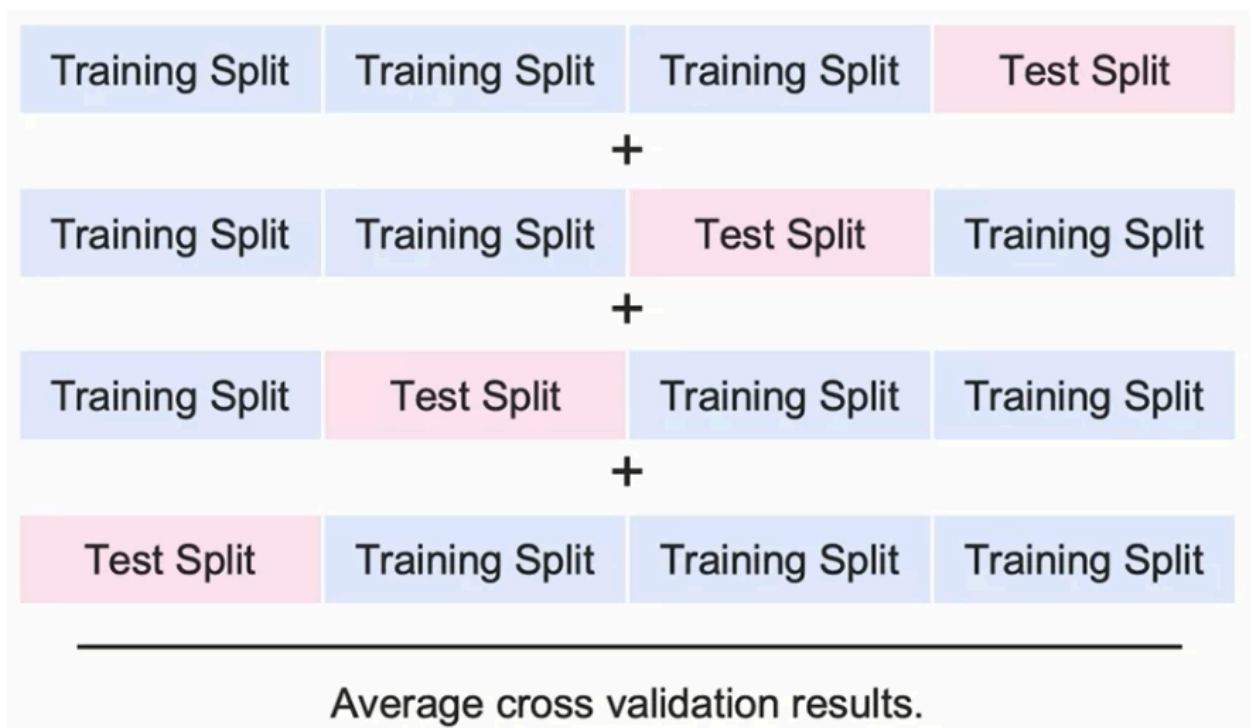 Training Split Training Split Training Split Test Split
+
Training Split Training Split Test Split Training Split
+
Training Split Test Split Training Split Training Split
+
Test Split Training Split Training Split Training Split
Average cross validation results.